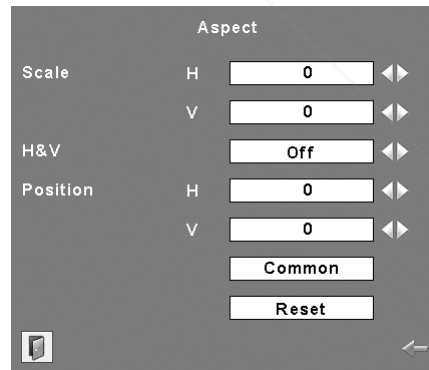 Aspect
Scale H 0
V 0
H&V Off
Position H 0
V 0
Common
Reset